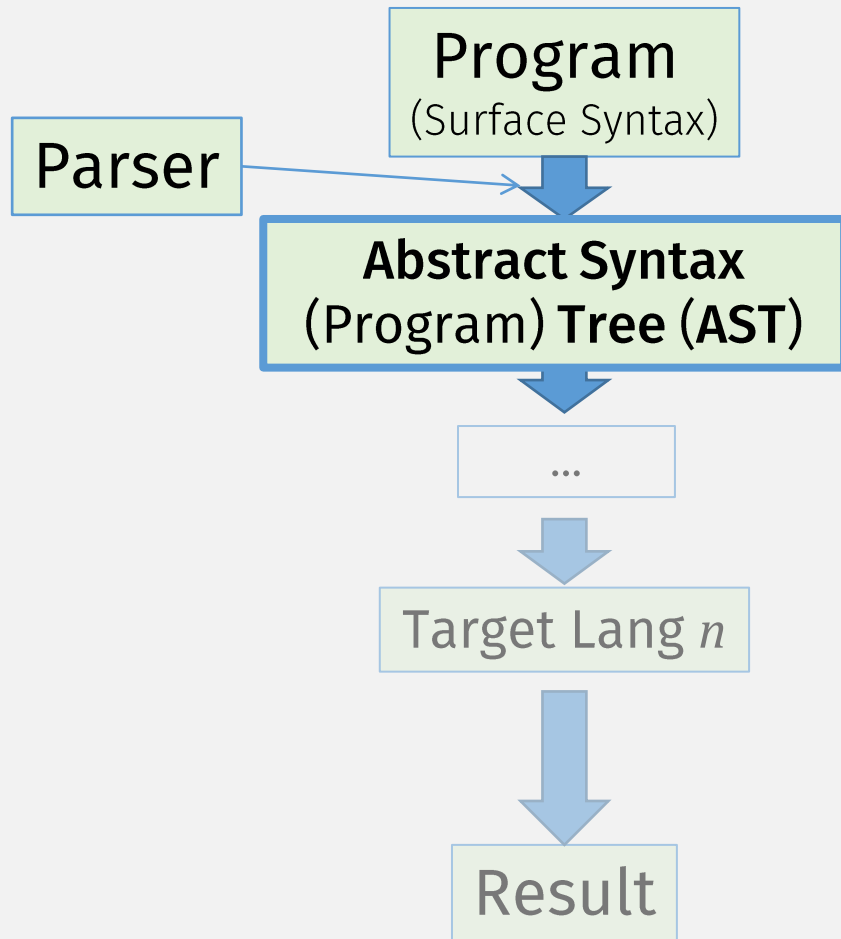 Program
(Surface Syntax)
Parser
Abstract Syntax
(Program) Tree (AST)
...
Target Lang n
Result